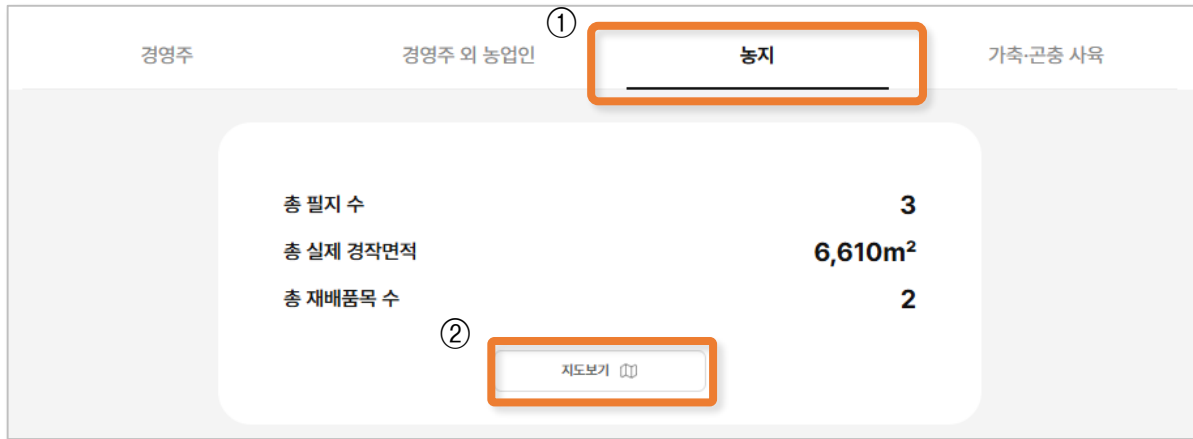 ①
경영주 경영주 외 농업인 농지 가축·곤충 사육
총 필지 수 3
총 실제 경작면적 6,610m²
총 재배품목 수 2
②
지도보기